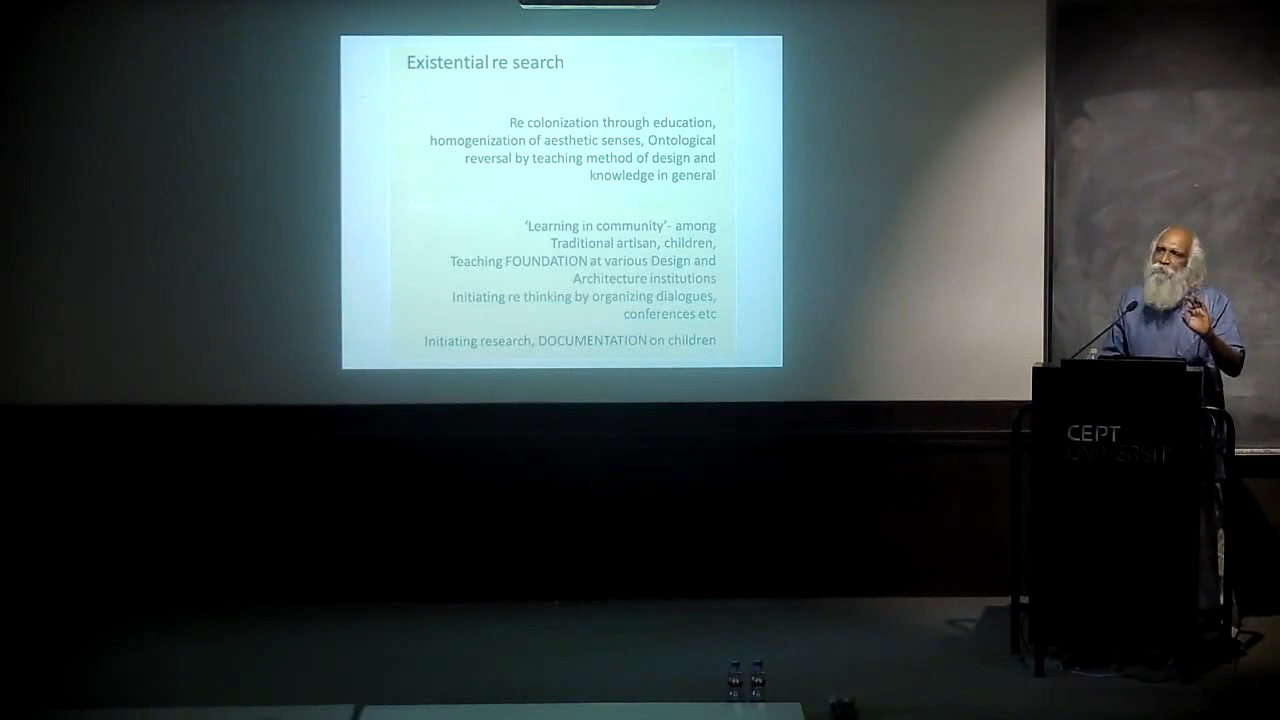 Existential re search
Re colonization through education,
homogenization of aesthetic senses, Ontological
reversal by teaching method of design and
knowledge in general
‘Learning in community’- among
Traditional artisan, children,
Teaching FOUNDATION at various Design and
Architecture institutions
Initiating re thinking by organizing dialogues,
conferences etc
Initiating research, DOCUMENTATION on children
CEPT
UNIVERSIT